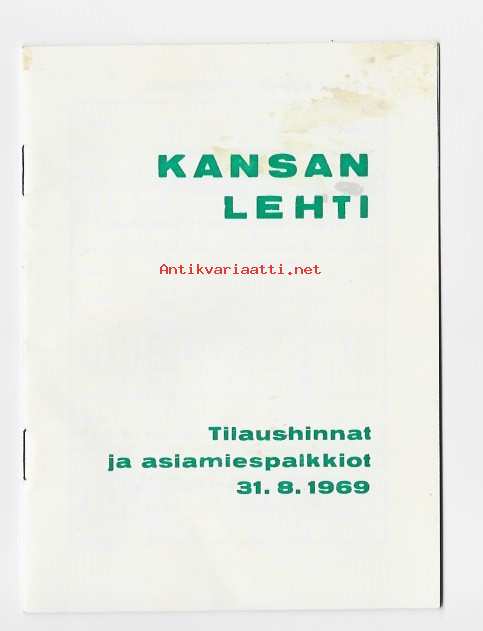 KANSAN
LEHTI
Antikvariaatti.net
Tilaushinnat
ja asiamiespalkkiot
31. 8. 1969